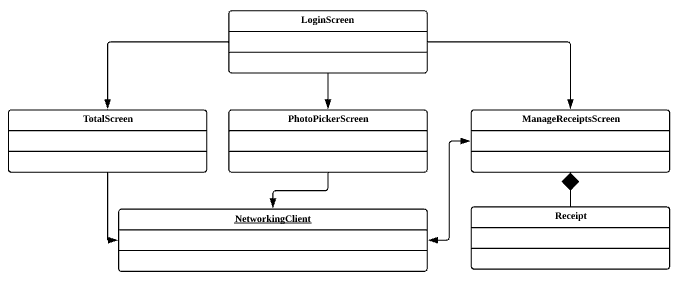 LoginScreen
TotalScreen
PhotoPickerScreen
ManageReceiptsScreen
NetworkingClient
Receipt